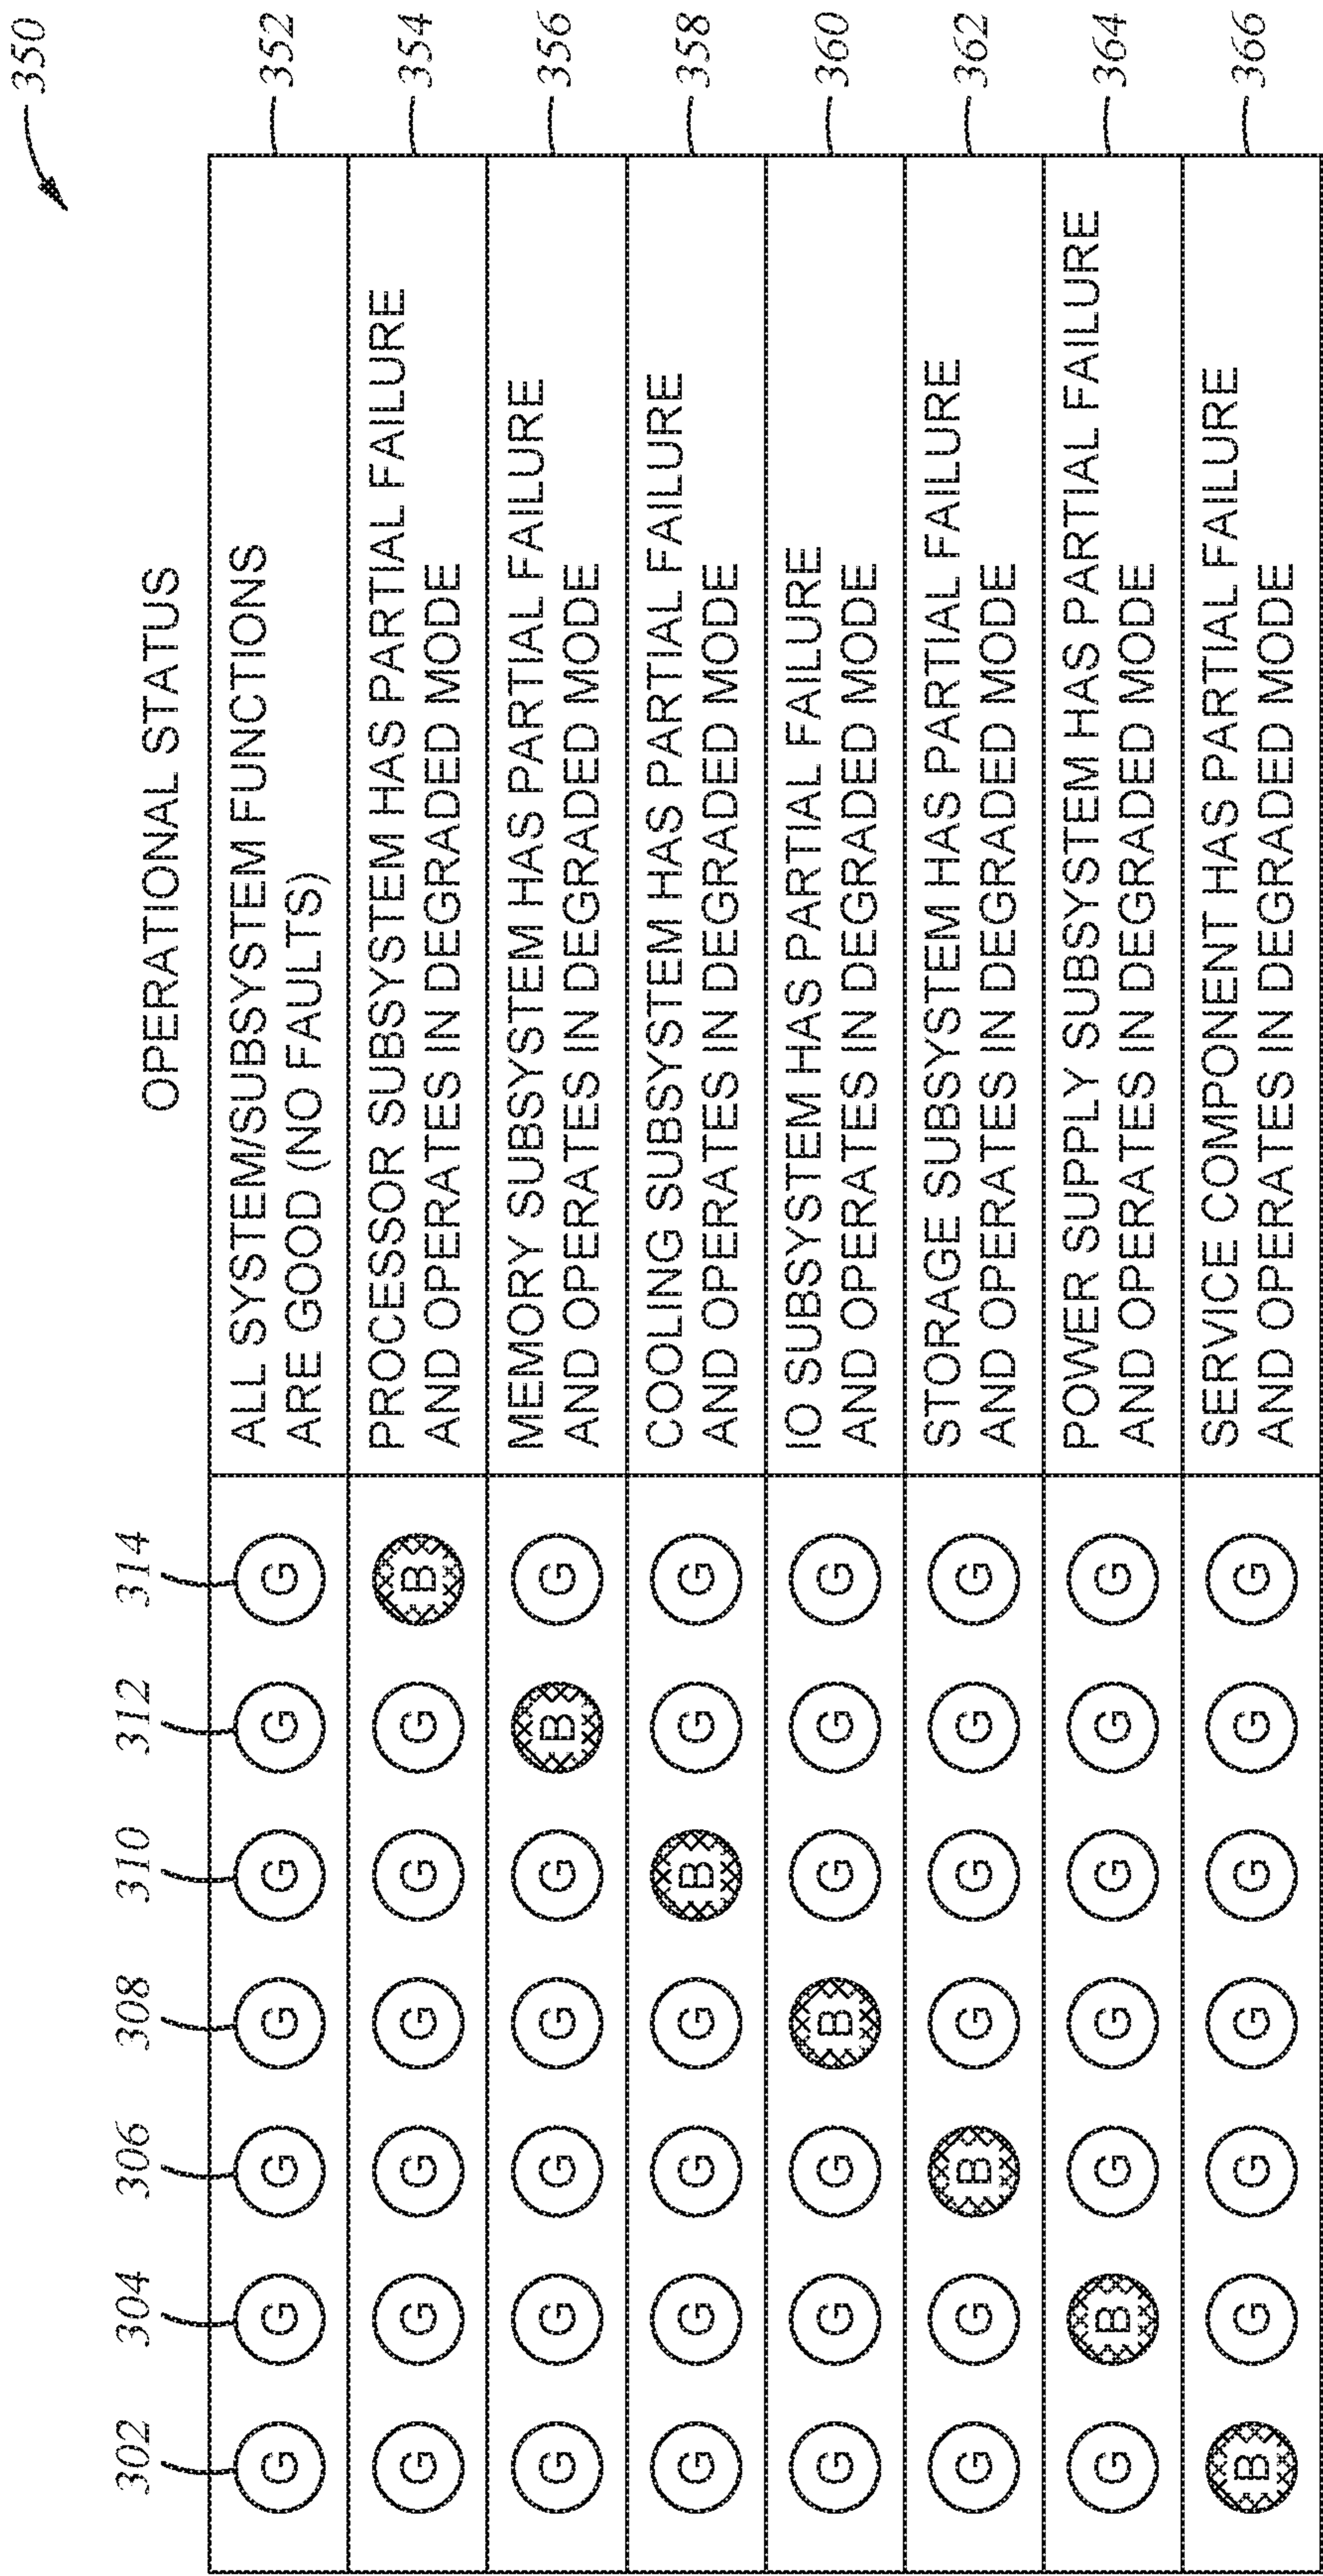 350
302 304 306 308 310 312 314 OPERATIONAL STATUS
G G G G G G G ALL SYSTEM/SUBSYSTEM FUNCTIONS 352
ARE GOOD (NO FAULTS)
G G G G G G B PROCESSOR SUBSYSTEM HAS PARTIAL FAILURE 354
AND OPERATES IN DEGRADED MODE
G G G G G B G MEMORY SUBSYSTEM HAS PARTIAL FAILURE 356
AND OPERATES IN DEGRADED MODE
G G G G B G G COOLING SUBSYSTEM HAS PARTIAL FAILURE 358
AND OPERATES IN DEGRADED MODE
G G G B G G G IO SUBSYSTEM HAS PARTIAL FAILURE 360
AND OPERATES IN DEGRADED MODE
G G B G G G G STORAGE SUBSYSTEM HAS PARTIAL FAILURE 362
AND OPERATES IN DEGRADED MODE
G B G G G G G POWER SUPPLY SUBSYSTEM HAS PARTIAL FAILURE 364
AND OPERATES IN DEGRADED MODE
B G G G G G G SERVICE COMPONENT HAS PARTIAL FAILURE 366
AND OPERATES IN DEGRADED MODE